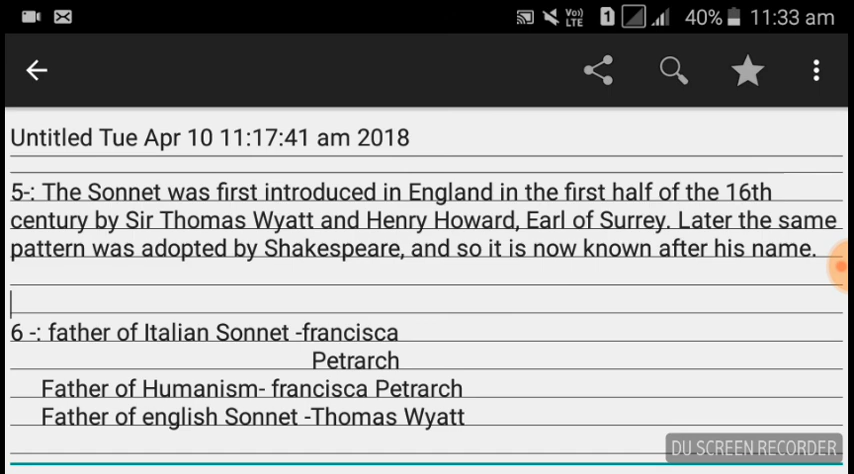 Voi) LTE 1 40% 11:33 am
Untitled Tue Apr 10 11:17:41 am 2018
5-: The Sonnet was first introduced in England in the first half of the 16th
century by Sir Thomas Wyatt and Henry Howard, Earl of Surrey. Later the same
pattern was adopted by Shakespeare, and so it is now known after his name.
6 -: father of Italian Sonnet -francisca
Petrarch
Father of Humanism- francisca Petrarch
Father of english Sonnet -Thomas Wyatt
DU SCREEN RECORDER